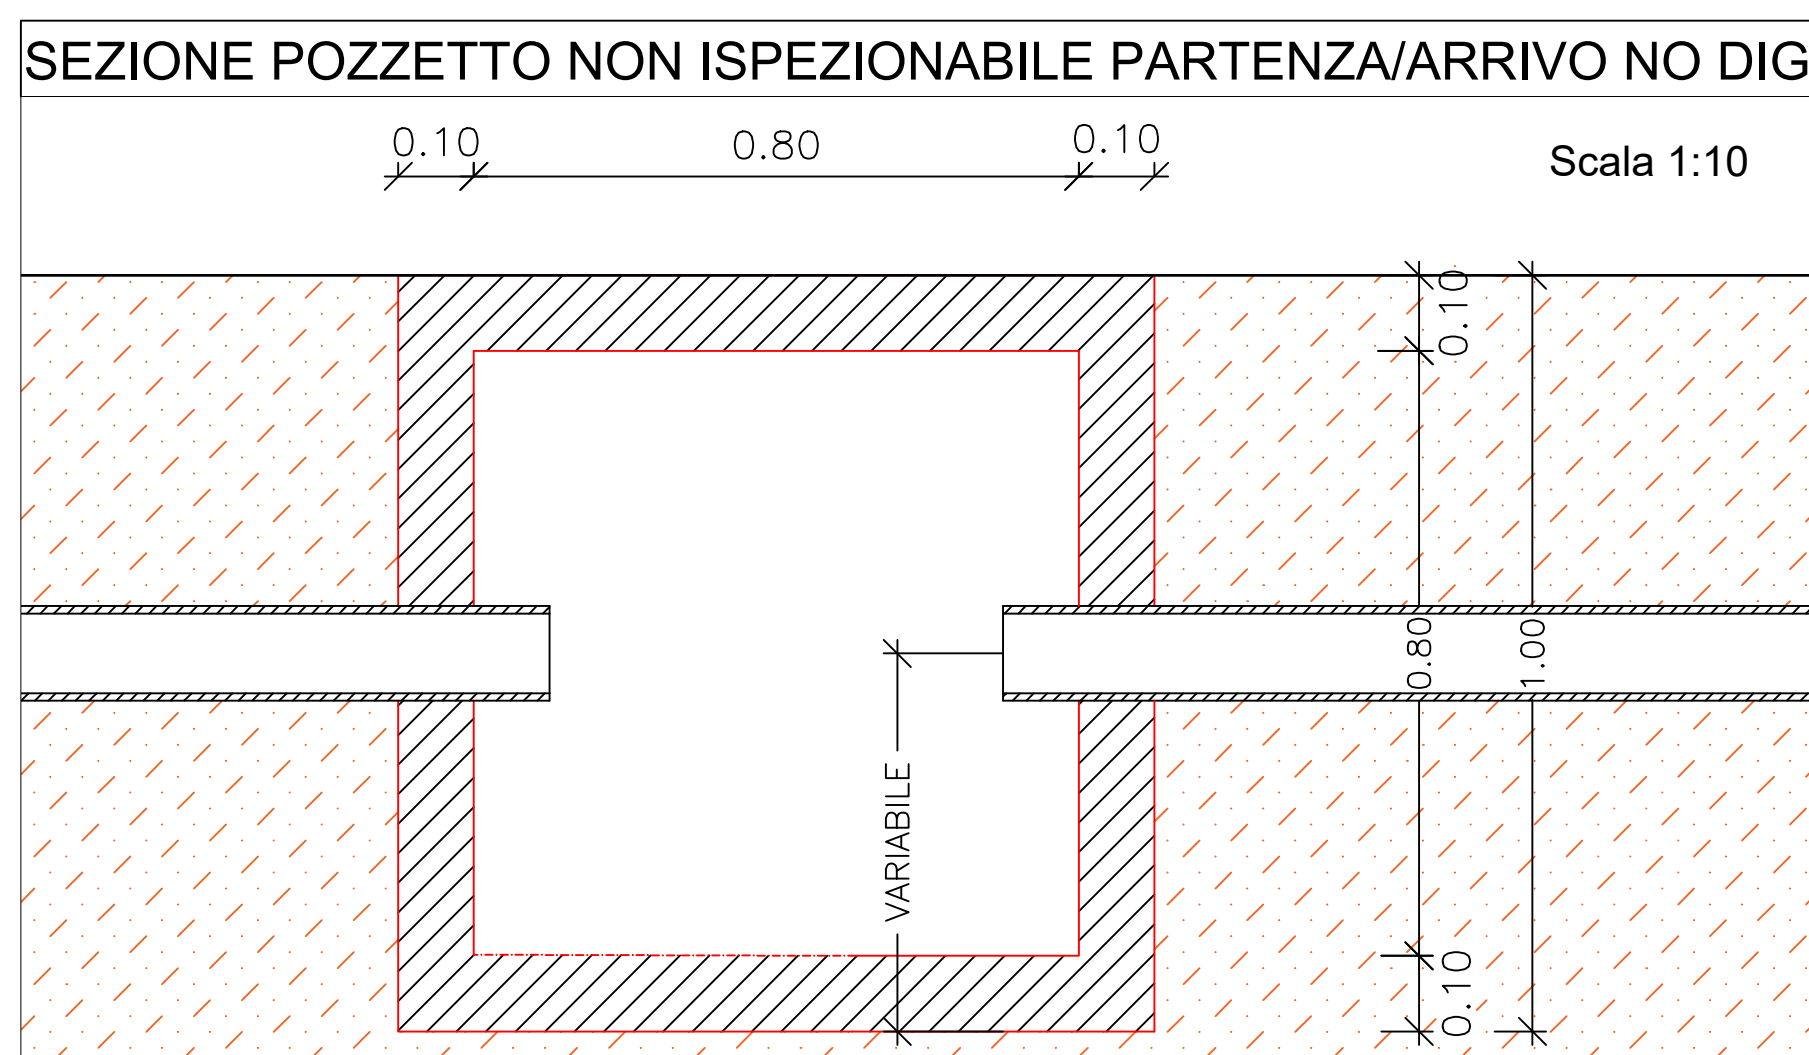 SEZIONE POZZETTO NON ISPEZIONABILE PARTENZA/ARRIVO NO DIG
0.10
0.80
0.10
Scala 1:10
0.10
0.80
1.00
VARIABILE
0.10